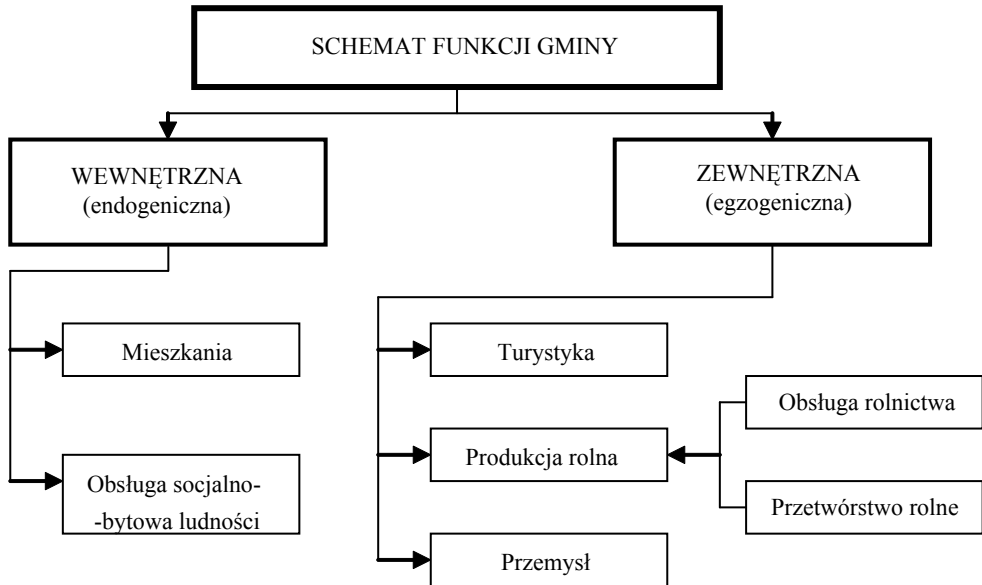 SCHEMAT FUNKCJI GMINY
WEWNĘTRZNA
(endogeniczna)
ZEWNĘTRZNA
(egzogeniczna)
Mieszkania
Obsługa socjalno-
-bytowa ludności
Turystyka
Produkcja rolna
Przemysł
Obsługa rolnictwa
Przetwórstwo rolne